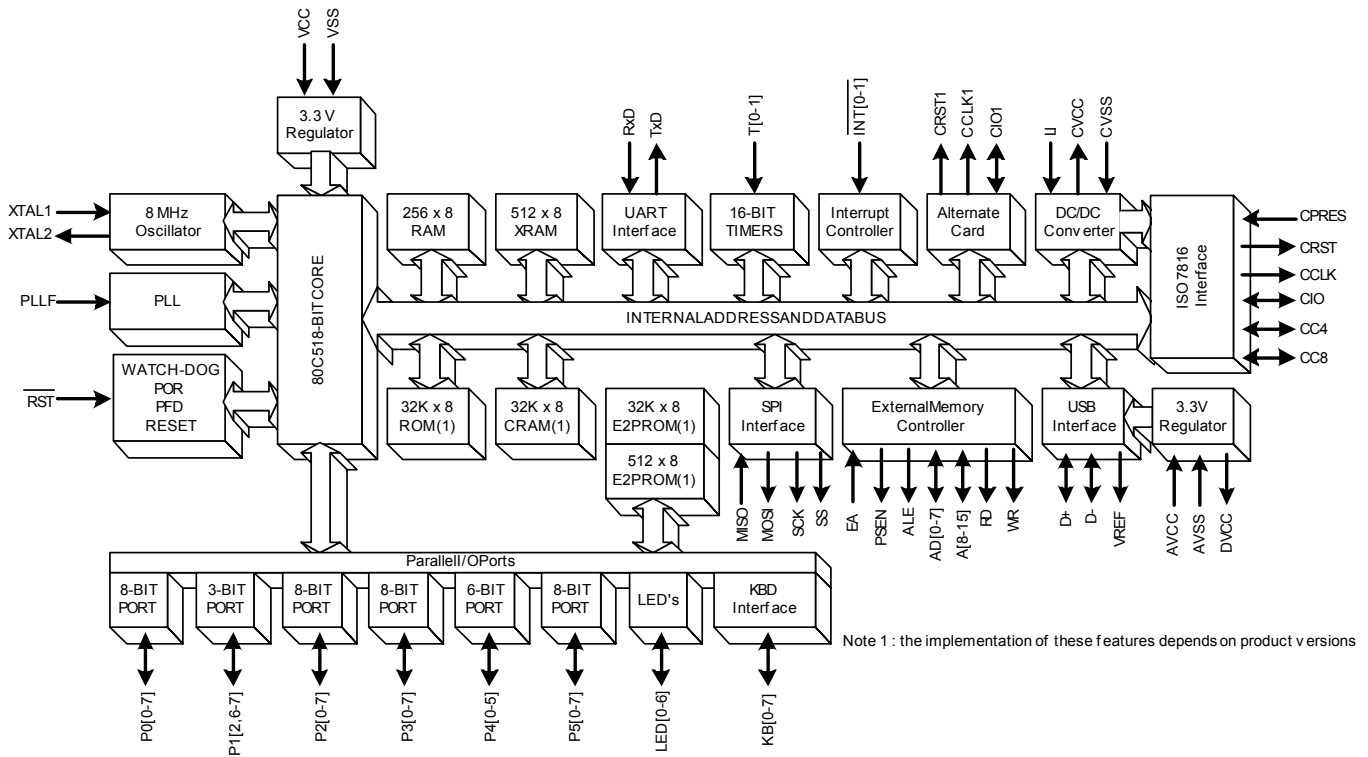 VCC
VSS
3.3 V
Regulator
RxD
TxD
T[0-1]
INT[0-1]
CRST1
CCLK1
CIO1
LI
CVCC
CVSS
XTAL1
XTAL2
8 MHz
Oscillator
PLLF
PLL
RST
WATCH-DOG
POR
PFD
RESET
80C518-BIT CORE
256 x 8
RAM
512 x 8
XRAM
UART
Interface
16-BIT
TIMERS
Interrupt
Controller
Alternate
Card
DC/DC
Converter
ISO7816
Interface
CPRES
CRST
CCLK
CIO
CC4
CC8
INTERNALADDRESSANDDATABUS
32K x 8
ROM(1)
32K x 8
CRAM(1)
32K x 8
E2PROM(1)
512 x 8
E2PROM(1)
SPI
Interface
ExternalMemory
Controller
USB
Interface
3.3V
Regulator
MISO
MOSI
SCK
SS
EA
PSEN
ALE
AD[0-7]
A[8-15]
RD
WR
D+
D-
VREF
AVCC
AVSS
DVCC
ParallelI/OPorts
8-BIT
PORT
3-BIT
PORT
8-BIT
PORT
8-BIT
PORT
6-BIT
PORT
8-BIT
PORT
LED's
KBD
Interface
Note 1 : the implementation of these features depends on product versions
P0[0-7]
P1[2,6-7]
P2[0-7]
P3[0-7]
P4[0-5]
P5[0-7]
LED[0-6]
KB[0-7]